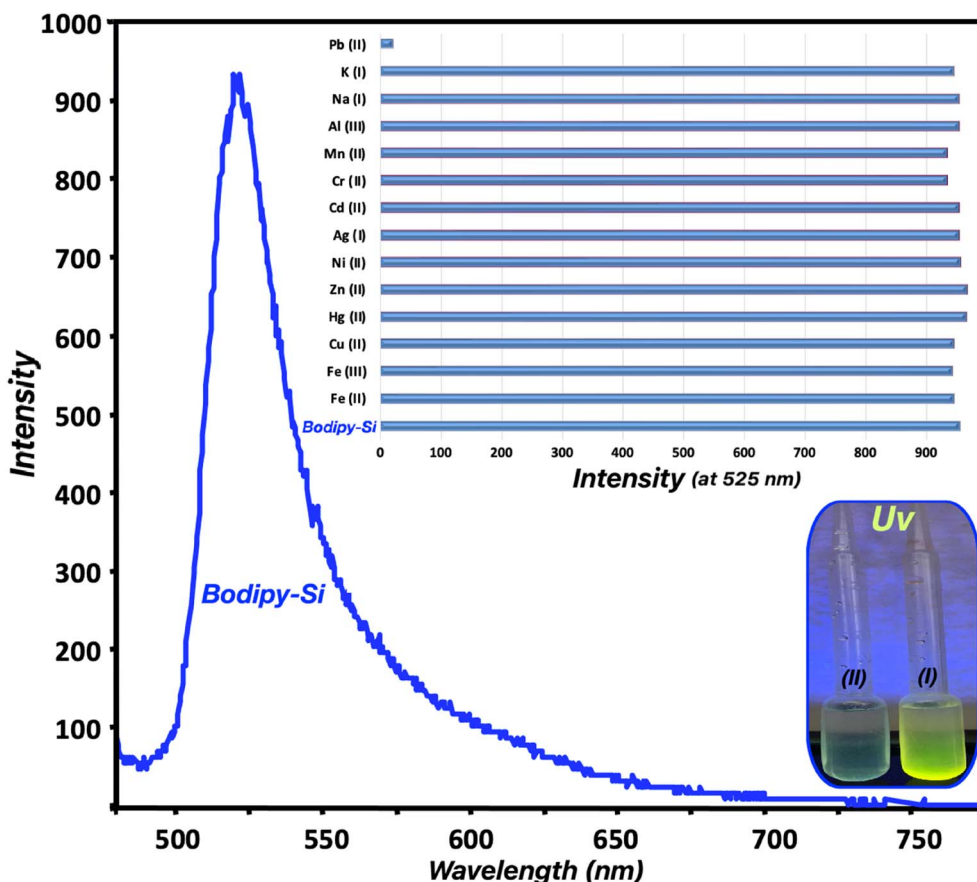 1000
900
800
700
600
500
400
300
200
100
Intensity
Bodipy-Si
500
550
600
650
700
750
Wavelength (nm)
Pb (II)
K (I)
Na (I)
Al (III)
Mn (II)
Cr (II)
Cd (II)
Ag (I)
Ni (II)
Zn (II)
Hg (II)
Cu (II)
Fe (III)
Fe (II)
Bodipy-Si
0 100 200 300 400 500 600 700 800 900
Intensity (at 525 nm)
Uv
(II) (I)